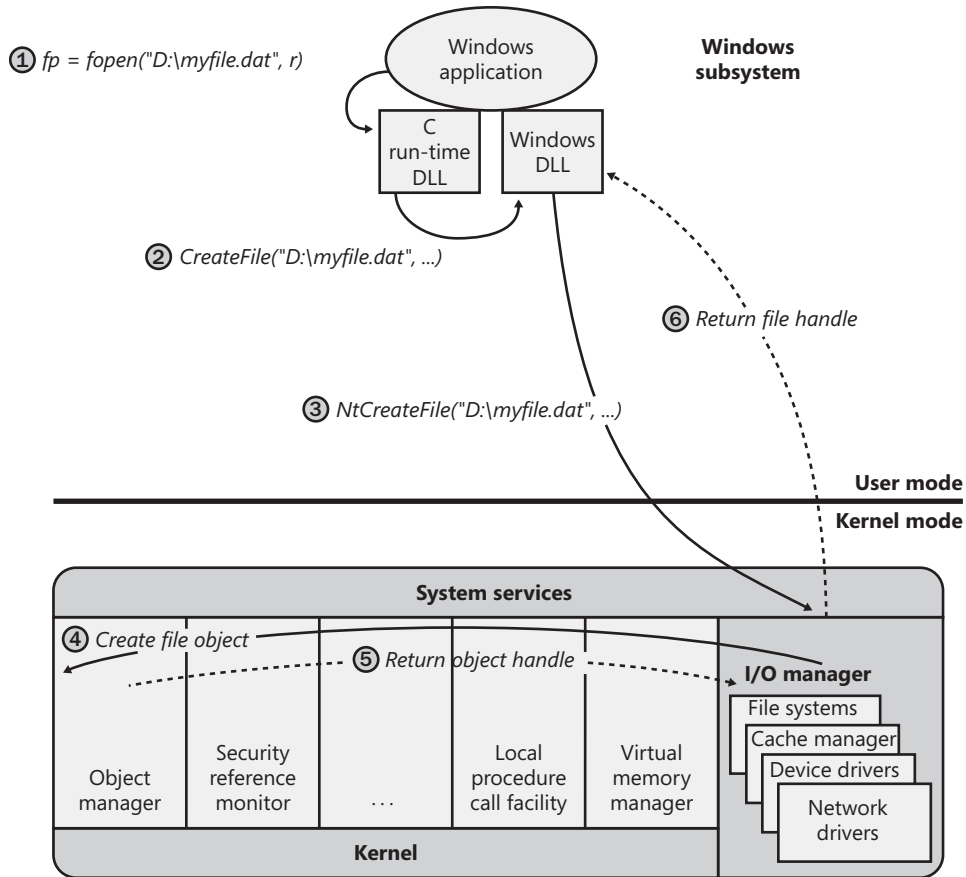 Windows
application
Windows
subsystem
① fp = fopen("D:\myfile.dat", r)
C
run-time
DLL
Windows
DLL
② CreateFile("D:\myfile.dat", ...)
⑥ Return file handle
③ NtCreateFile("D:\myfile.dat", ...)
User mode
Kernel mode
System services
④ Create file object
⑤ Return object handle
I/O manager
File systems
Cache manager
Device drivers
Network
drivers
Object
manager
Security
reference
monitor
...
Local
procedure
call facility
Virtual
memory
manager
Kernel